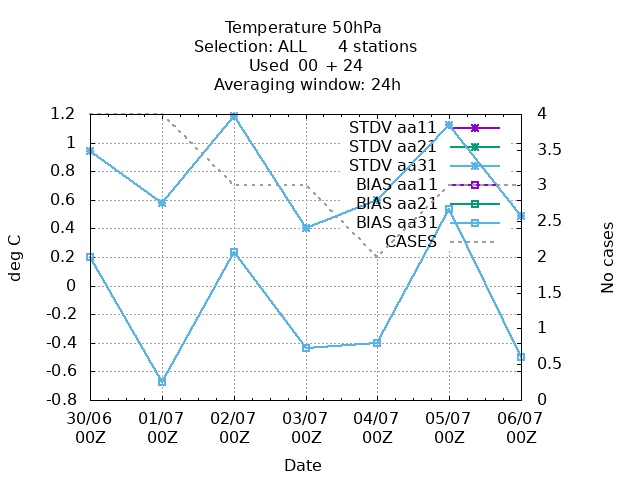 Temperature 50hPa
Selection: ALL 4 stations
Used 00 + 24
Averaging window: 24h
1.2
1
0.8
0.6
0.4
0.2
0
-0.2
-0.4
-0.6
-0.8
deg C
STDV aa11
STDV aa21
STDV aa31
BIAS aa11
BIAS aa21
BIAS aa31
CASES
4
3.5
3
2.5
2
1.5
1
0.5
0
No cases
30/06 01/07 02/07 03/07 04/07 05/07 06/07
00Z 00Z 00Z 00Z 00Z 00Z 00Z
Date